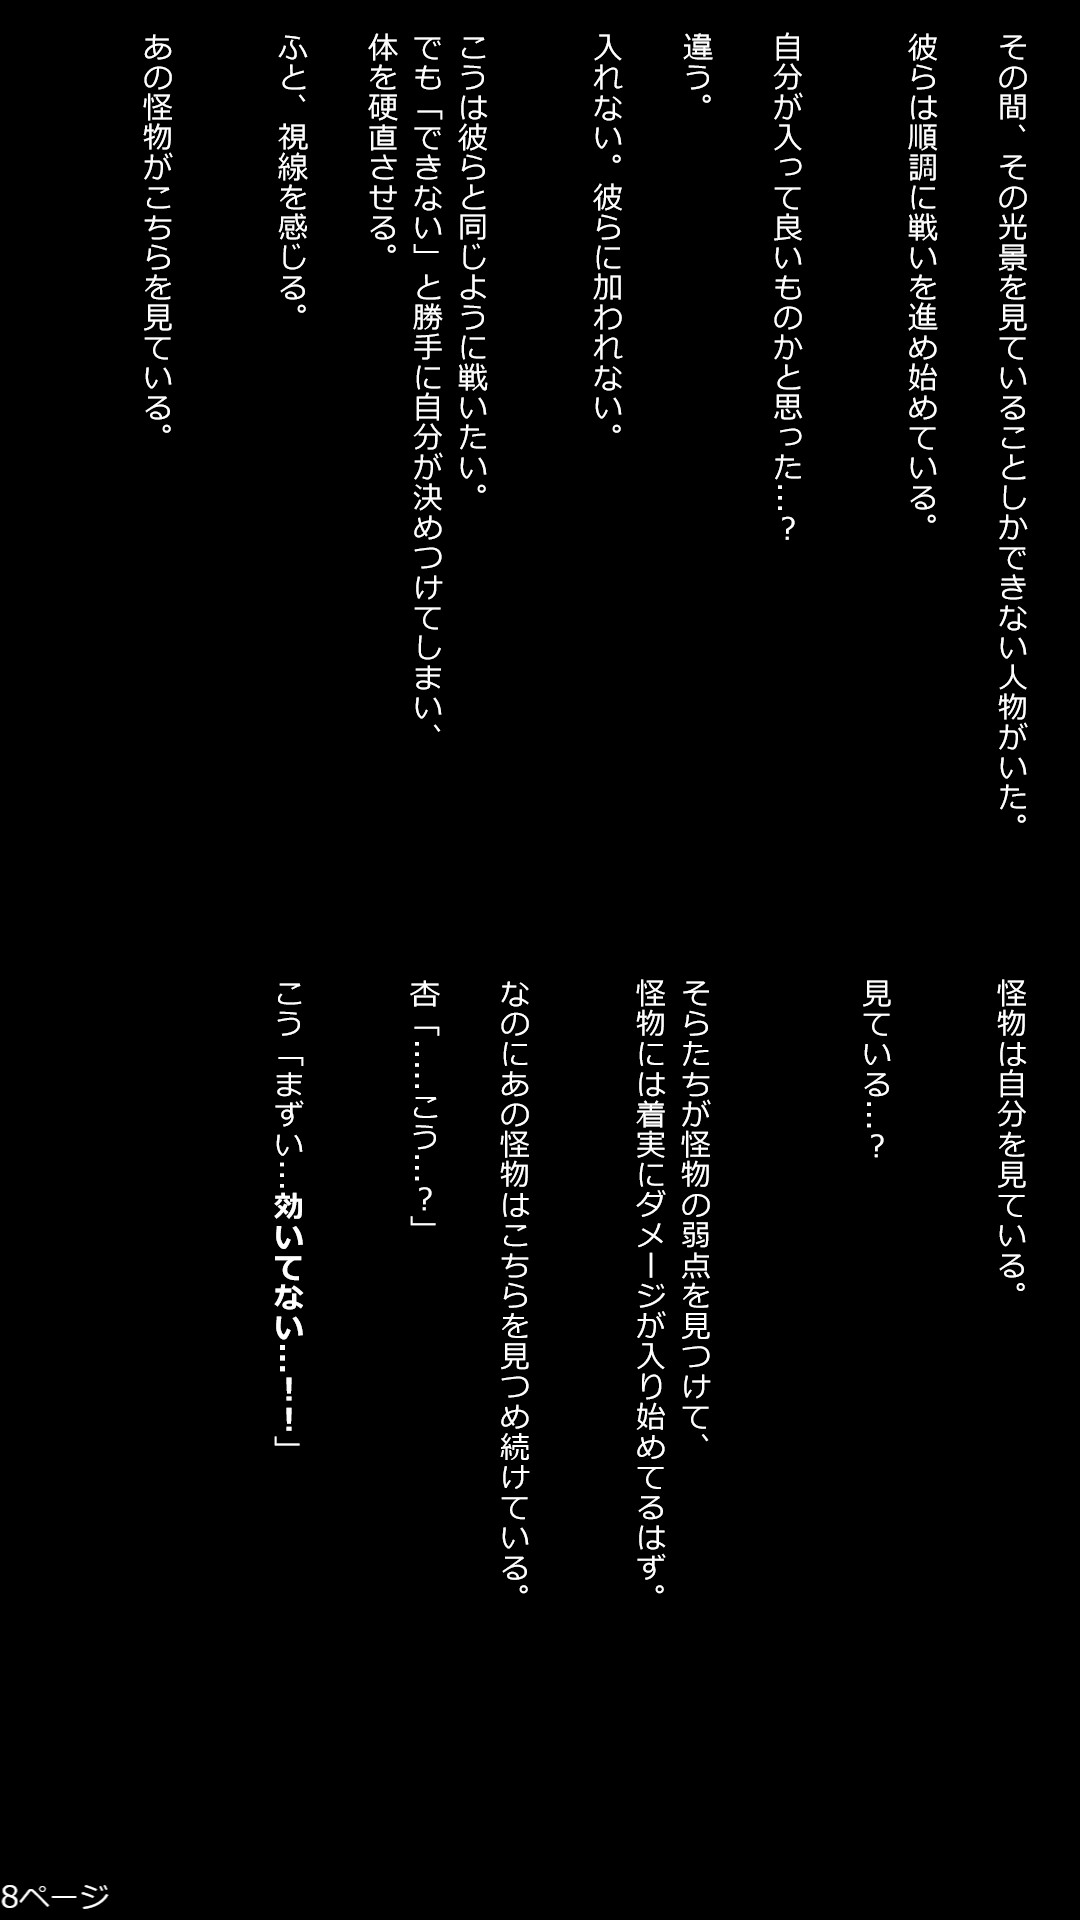 その間、その光景を見ていることしかできない人物がいた。
彼らは順調に戦いを進め始めている。
自分が入って良いものかと思った…?
違う。
入れない。彼らに加われない。
こうは彼らと同じように戦いたい。
でも「できない」と勝手に自分が決めつけてしまい、
体を硬直させる。
ふと、視線を感じる。
あの怪物がこちらを見ている。
怪物は自分を見ている。
見ている…?
そらたちが怪物の弱点を見つけて、
怪物には着実にダメージが入り始めてるはず。
なのにあの怪物はこちらを見つめ続けている。
杏「……こう…?」
こう「まずい…効いてない…!!」
8ページ